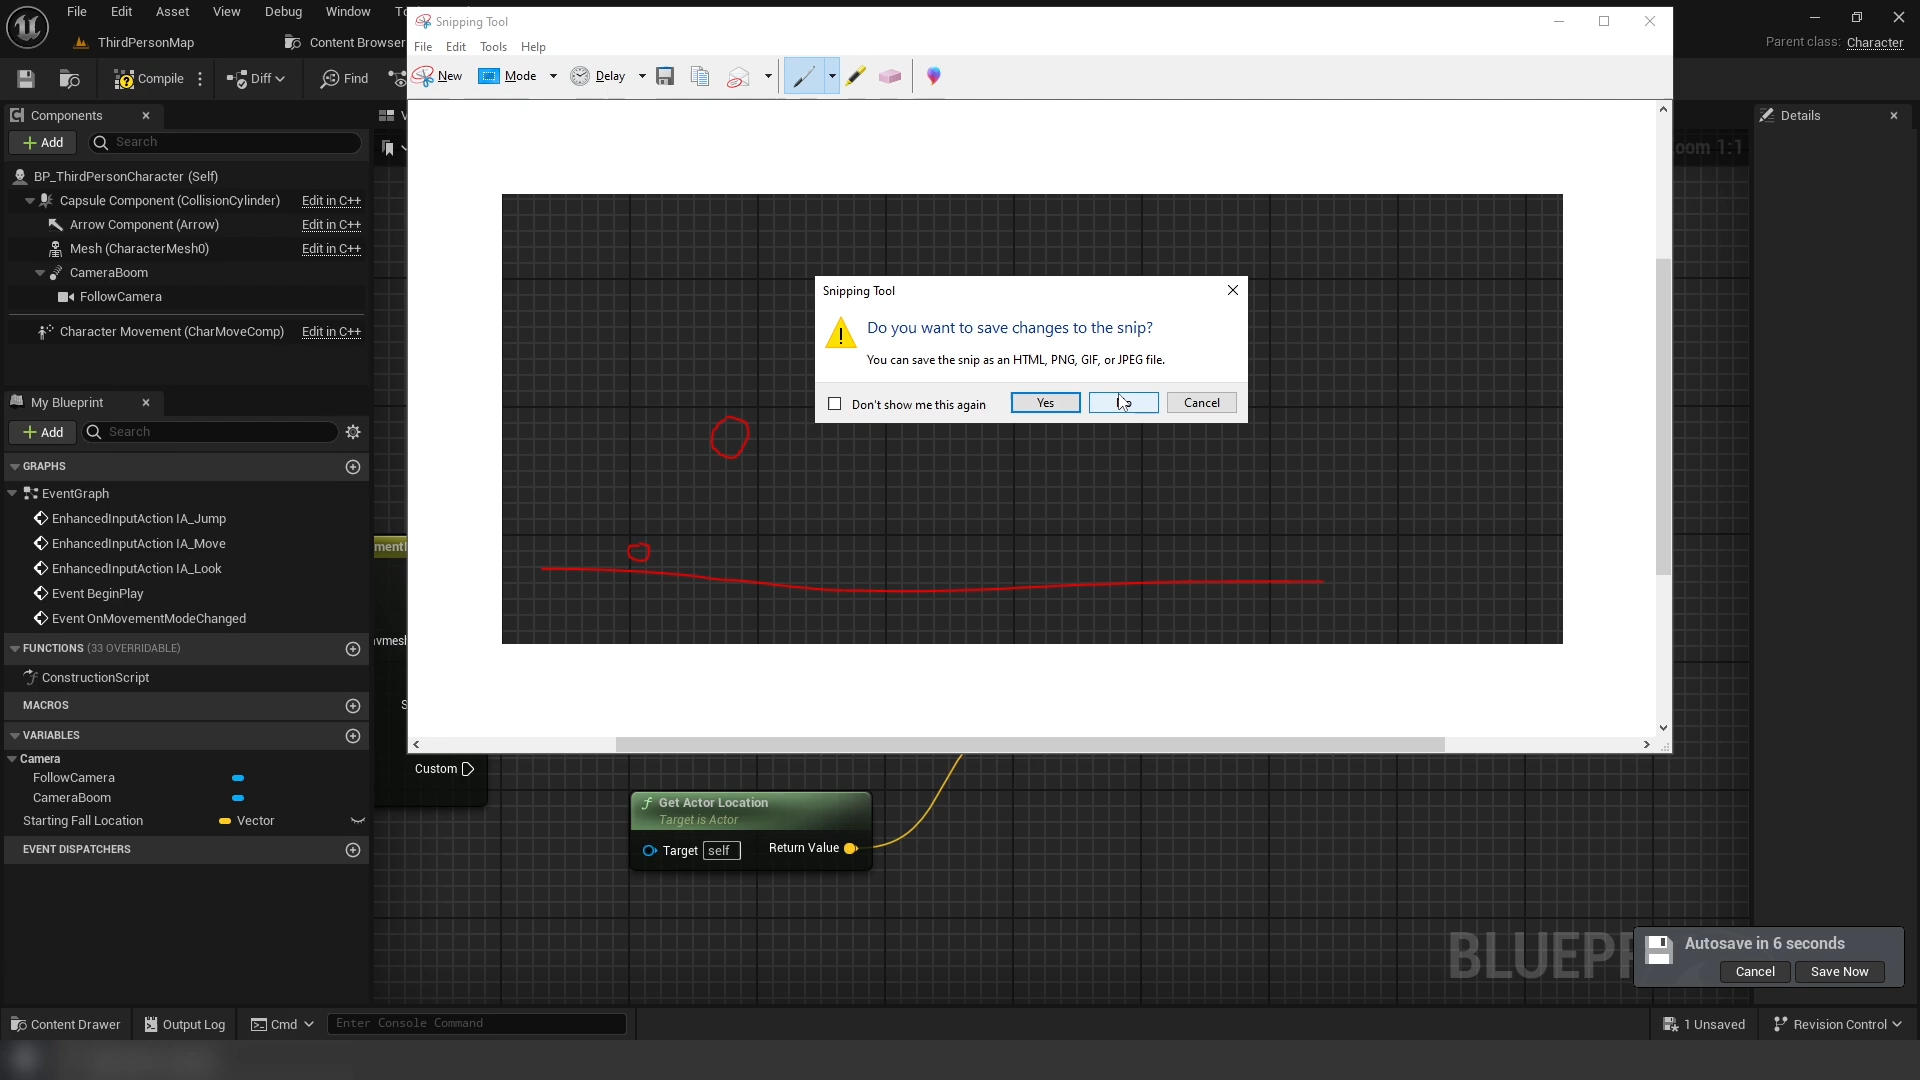 File Edit Asset View Debug Window
ThirdPersonMap
Content Browser
Parent class: Character
Compile
Diff
Find
Components
Add
Search
BP_ThirdPersonCharacter (Self)
Capsule Component (CollisionCylinder) Edit in C++
Arrow Component (Arrow) Edit in C++
Mesh (CharacterMesh0) Edit in C++
CameraBoom
FollowCamera
Character Movement (CharMoveComp) Edit in C++
My Blueprint
Add
Search
GRAPHS
EventGraph
EnhancedInputAction IA_Jump
EnhancedInputAction IA_Move
EnhancedInputAction IA_Look
Event BeginPlay
Event OnMovementModeChanged
FUNCTIONS (33 OVERRIDABLE)
ConstructionScript
MACROS
VARIABLES
Camera
FollowCamera
CameraBoom
Starting Fall Location Vector
EVENT DISPATCHERS
Snipping Tool
File Edit Tools Help
New Mode Delay
Snipping Tool
Do you want to save changes to the snip?
You can save the snip as an HTML, PNG, GIF, or JPEG file.
Don't show me this again
Yes
Cancel
Custom
Get Actor Location
Target is Actor
Target self
Return Value
Details
oom 1:1
Autosave in 6 seconds
Cancel
Save Now
Content Drawer
Output Log
Cmd
Enter Console Command
1 Unsaved
Revision Control